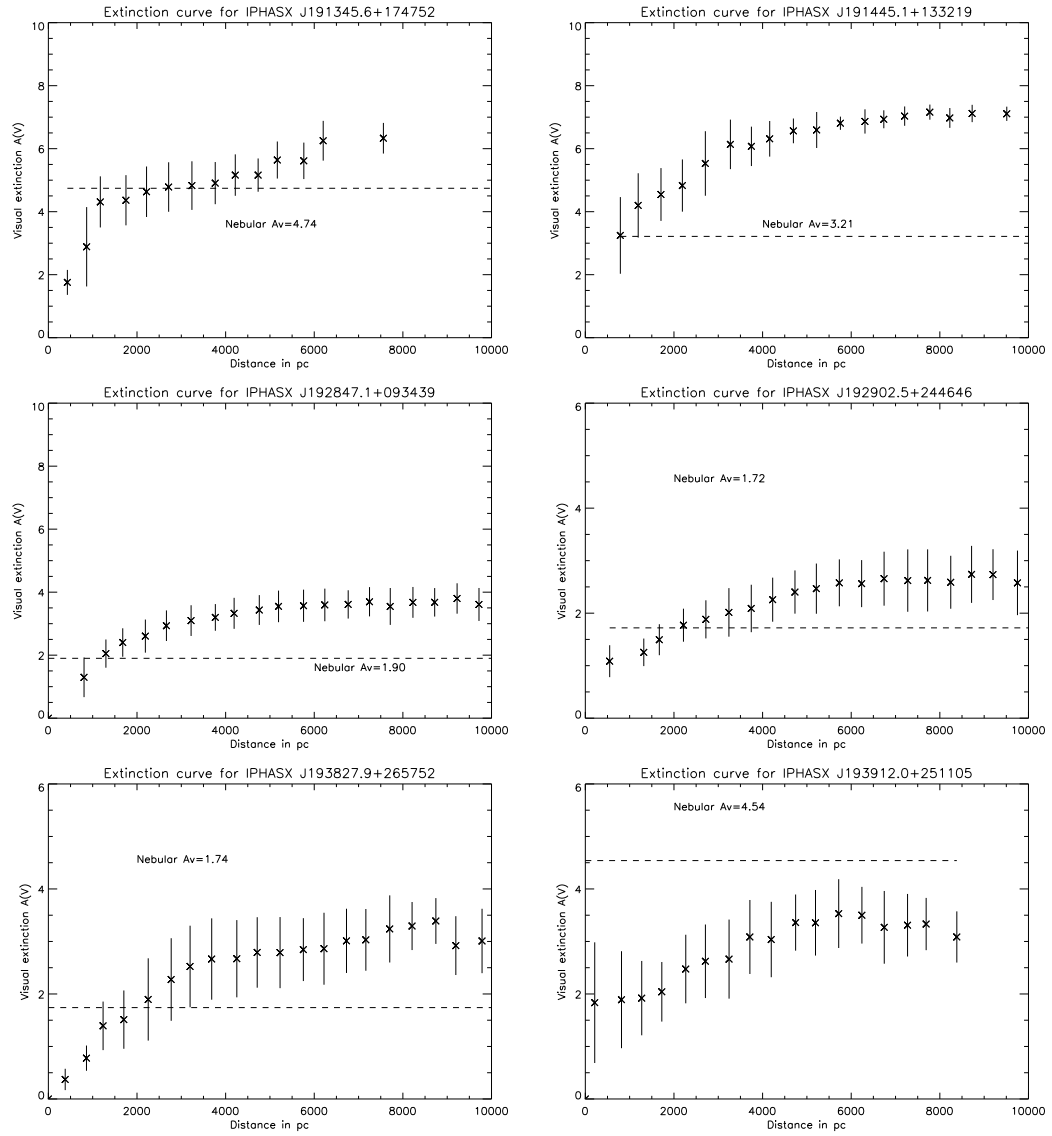 Extinction curve for IPHASX J191345.6+174752
Visual extinction A(V)
10
8
6
4
2
0
Nebular Av=4.74
0 2000 4000 6000 8000 10000
Distance in pc
Extinction curve for IPHASX J191445.1+133219
Visual extinction A(V)
10
8
6
4
2
0
Nebular Av=3.21
0 2000 4000 6000 8000 10000
Distance in pc
Extinction curve for IPHASX J192847.1+093439
Visual extinction A(V)
10
8
6
4
2
0
Nebular Av=1.90
0 2000 4000 6000 8000 10000
Distance in pc
Extinction curve for IPHASX J192902.5+244646
Visual extinction A(V)
6
4
2
0
Nebular Av=1.72
0 2000 4000 6000 8000 10000
Distance in pc
Extinction curve for IPHASX J193827.9+265752
Visual extinction A(V)
6
4
2
0
Nebular Av=1.74
0 2000 4000 6000 8000 10000
Distance in pc
Extinction curve for IPHASX J193912.0+251105
Visual extinction A(V)
6
4
2
0
Nebular Av=4.54
0 2000 4000 6000 8000 10000
Distance in pc